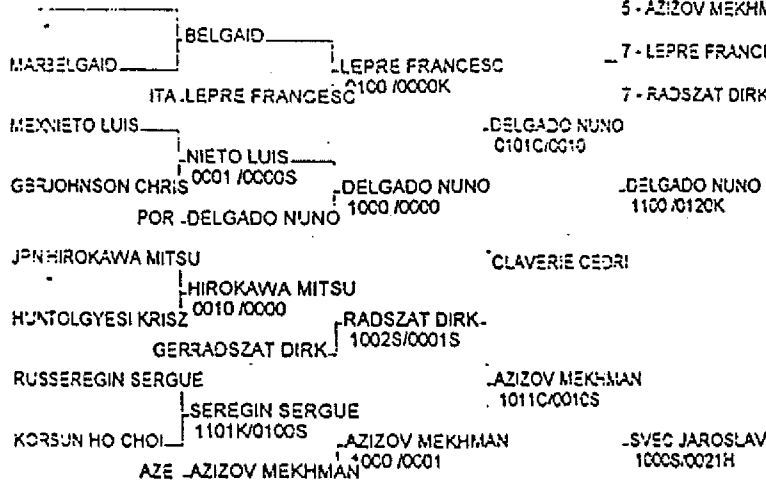 5 - AZIZOV MEKHM
BELGAID
MARBELGAID
LEPRE FRANCESC
7 - LEPRE FRANCI
0100 /0000K
ITA LEPRE FRANCESC
7 - RADSZAT DIRK
MEXNIETO LUIS
DELGADO NUNO
0101C/0010
NIETO LUIS
0001 /0000S
GBRJOHNSON CHRIS
DELGADO NUNO
1000 /0000
DELGADO NUNO
1100 /0120K
POR DELGADO NUNO
JPNHIROKAWA MITSU
CLAVERIE CEDRI
HIROKAWA MITSU
0010 /0000
HUNTOLGYESI KRISZ
RADSZAT DIRK
1002S/0001S
GERRADSZAT DIRK
RUSSEREGIN SERGUE
AZIZOV MEKHMAN
1011C/0010S
SEREGIN SERGUE
1101K/0100S
KORSUN HO CHOI
AZIZOV MEKHMAN
1000 /0001
SVEC JAROSLAV
1000S/0021H
AZE AZIZOV MEKHMAN